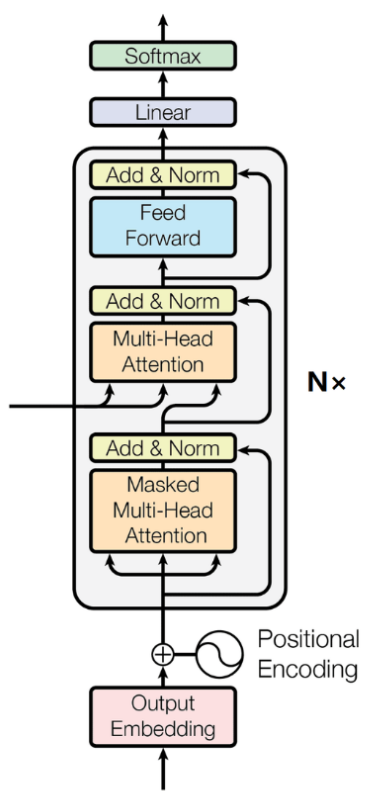 Softmax
Linear
Add & Norm
Feed
Forward
Add & Norm
Multi-Head
Attention
N×
Add & Norm
Masked
Multi-Head
Attention
Positional
Encoding
Output
Embedding